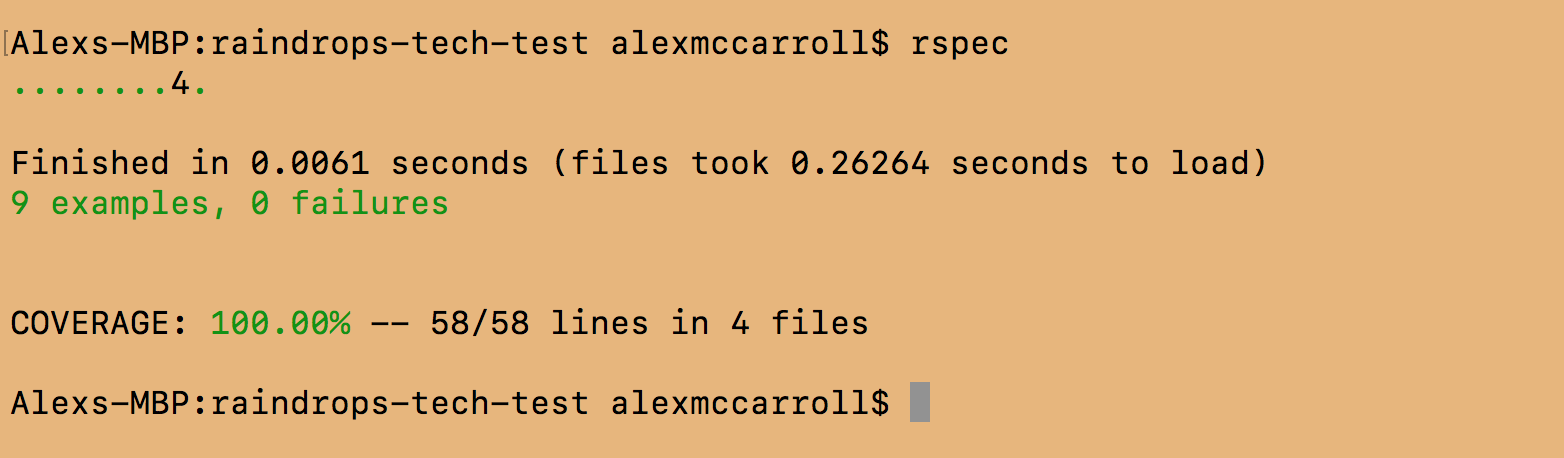 [Alexs-MBP:raindrops-tech-test alexmccarroll$ rspec
........4.
Finished in 0.0061 seconds (files took 0.26264 seconds to load)
9 examples, 0 failures
COVERAGE: 100.00% -- 58/58 lines in 4 files
Alexs-MBP:raindrops-tech-test alexmccarroll$